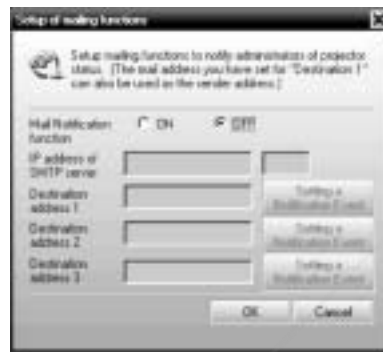 Setup of mailing functions
Setup mailing functions to notify administrators of projector
status. (The mail address you have set for "Destination 1"
can also be used as the sender address.)
Mail Notification
function
ON
OFF
IP address of
SMTP server
Destination
address 1
Setting a
Notification Event
Destination
address 2
Setting a
Notification Event
Destination
address 3
Setting a
Notification Event
OK
Cancel